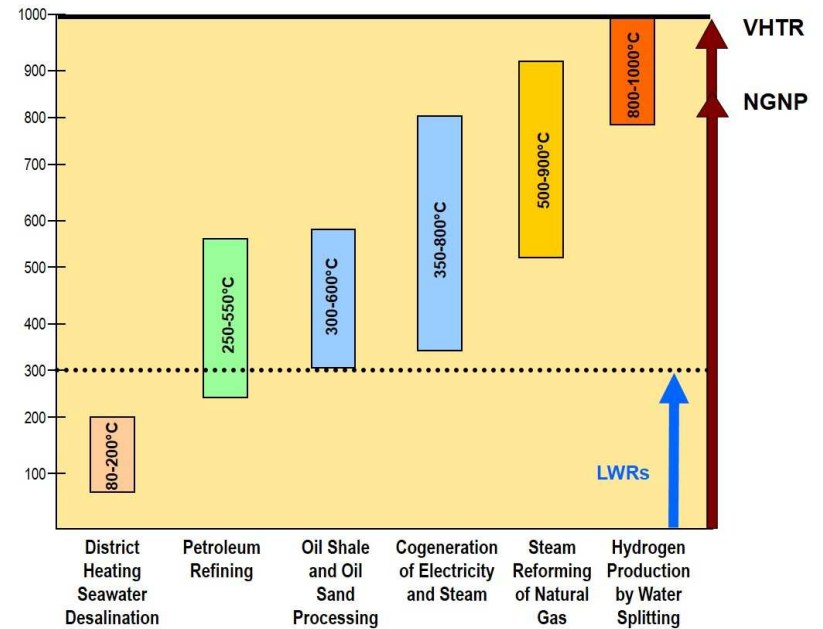 1000
900
800
700
600
500
400
300
200
100
80-200°C
250-550°C
300-600°C
350-800°C
500-900°C
800-1000°C
VHTR
NGNP
LWRs
District
Heating
Seawater
Desalination
Petroleum
Refining
Oil Shale
and Oil
Sand
Processing
Cogeneration
of Electricity
and Steam
Steam
Reforming
of Natural
Gas
Hydrogen
Production
by Water
Splitting